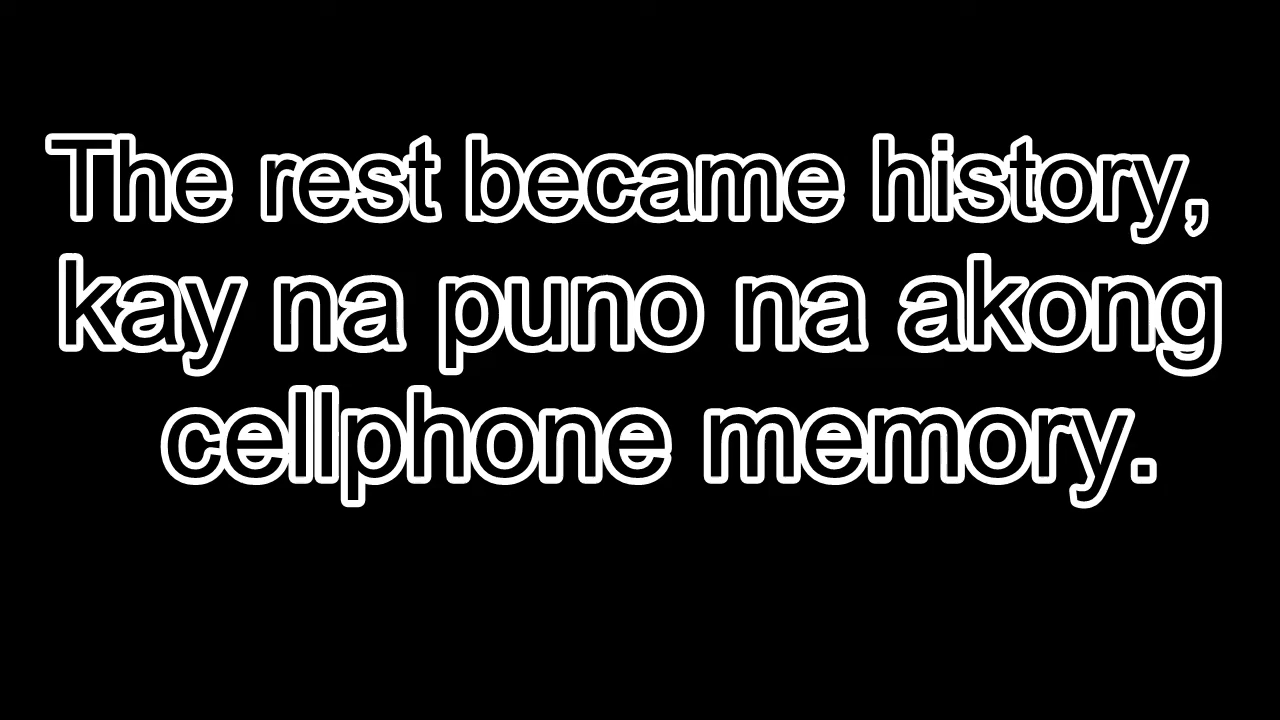 The rest became history,
kay na puno na akong
cellphone memory.